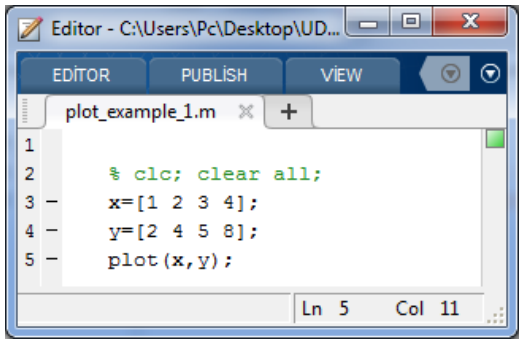 Editor - C:\Users\Pc\Desktop\UD...
EDİTOR PUBLİSH VİEW
plot_example_1.m
1
2 % clc; clear all;
3 – x=[1 2 3 4];
4 – y=[2 4 5 8];
5 – plot(x,y);
Ln 5 Col 11